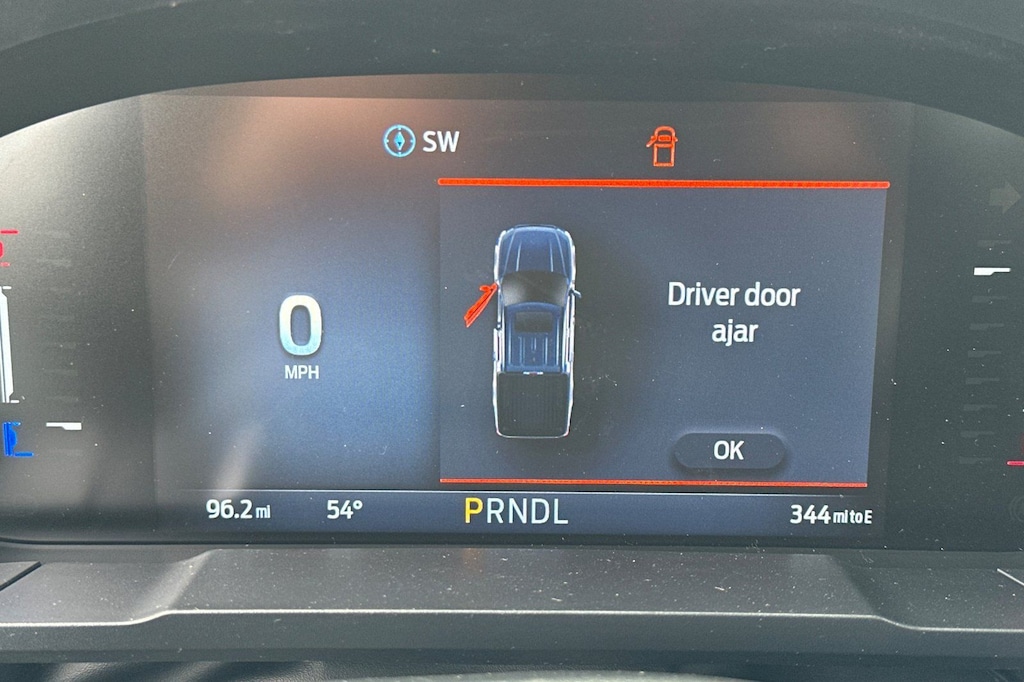 SW
0
MPH
Driver door
ajar
OK
96.2 mi 54° PRNDL 344 mi to E